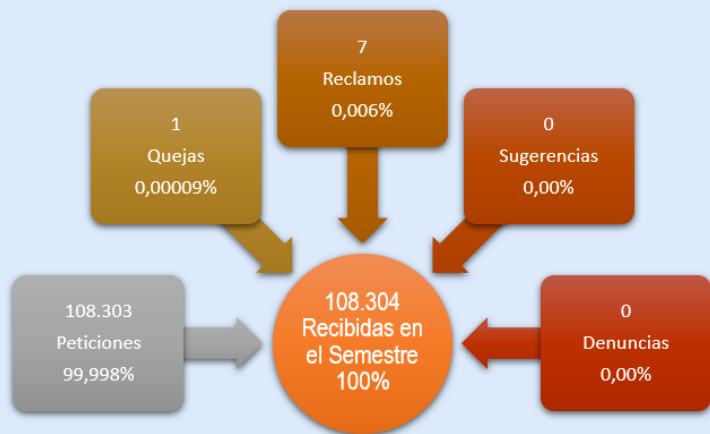 7
Reclamos
0,006%
1
Quejas
0,00009%
0
Sugerencias
0,00%
108.303
Peticiones
99,998%
108.304
Recibidas en
el Semestre
100%
0
Denuncias
0,00%